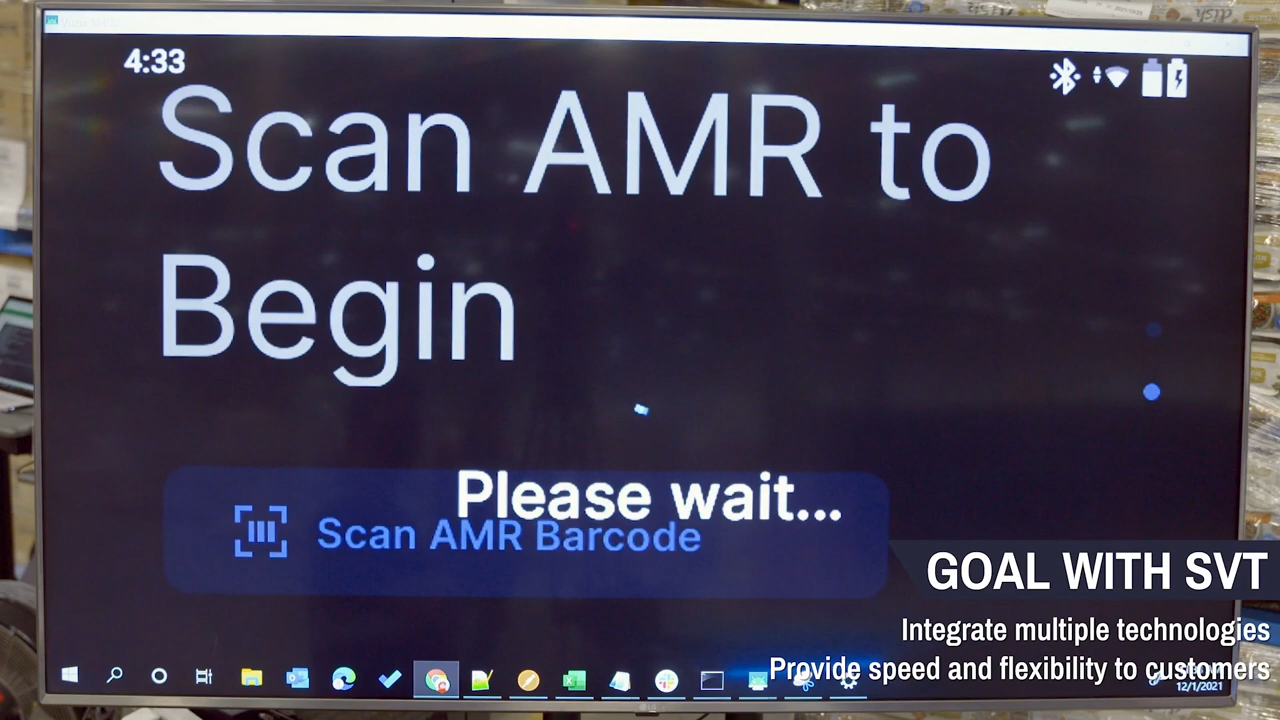 4:33
Scan AMR to
Begin
Please wait...
Scan AMR Barcode
GOAL WITH SVT
Integrate multiple technologies
Provide speed and flexibility to customers
12/1/2021
LG